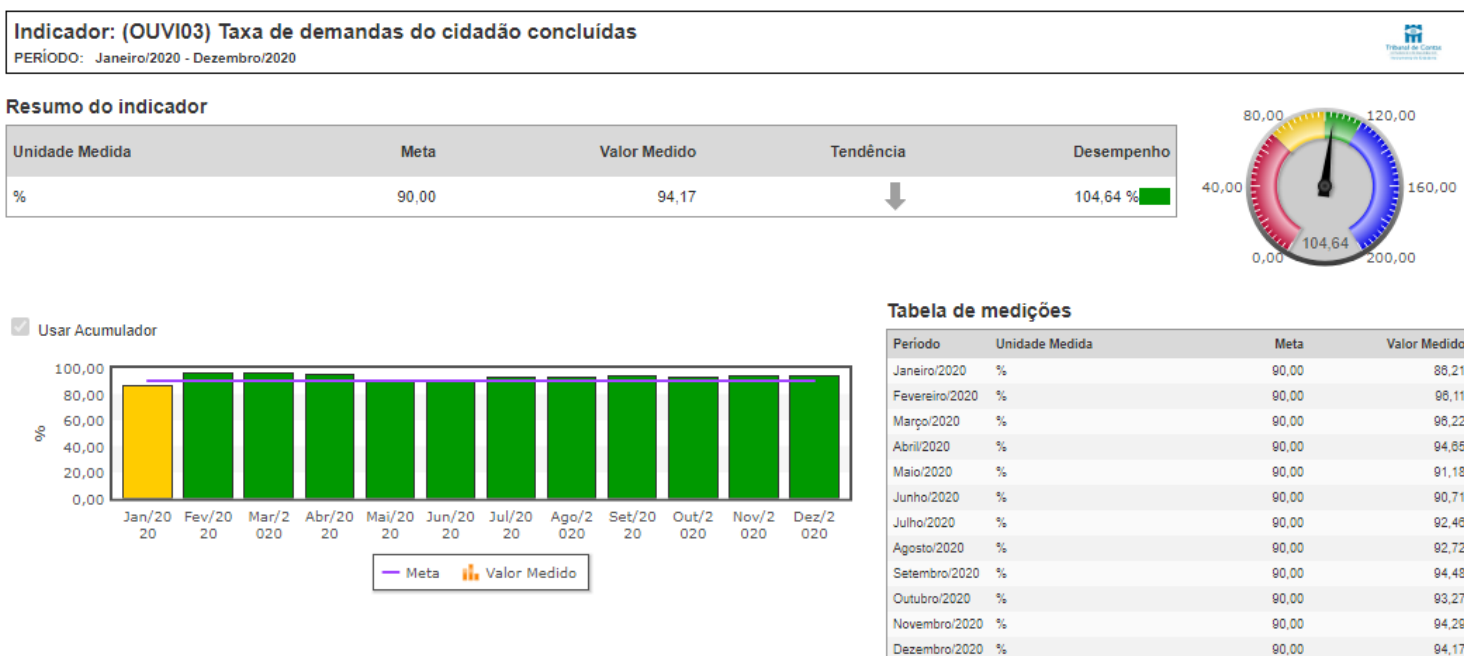 Indicador: (OUVI03) Taxa de demandas do cidadão concluídas
PERÍODO: Janeiro/2020 - Dezembro/2020
Tribunal de Contas
Resumo do indicador
Unidade Medida Meta Valor Medido Tendência Desempenho
% 90,00 94,17 104,64 %
80,00 120,00
40,00 160,00
104,64
0,00 200,00
Usar Acumulador
100,00
80,00
60,00
40,00
20,00
0,00
%
Jan/20 Fev/20 Mar/2 Abr/20 Mai/20 Jun/20 Jul/20 Ago/2 Set/20 Out/2 Nov/2 Dez/2
20 20 020 20 20 20 20 020 20 020 020 020
Meta Valor Medido
Tabela de medições
Período Unidade Medida Meta Valor Medido
Janeiro/2020 % 90,00 86,21
Fevereiro/2020 % 90,00 96,11
Março/2020 % 90,00 96,22
Abril/2020 % 90,00 94,65
Maio/2020 % 90,00 91,18
Junho/2020 % 90,00 90,71
Julho/2020 % 90,00 92,46
Agosto/2020 % 90,00 92,72
Setembro/2020 % 90,00 94,48
Outubro/2020 % 90,00 93,27
Novembro/2020 % 90,00 94,29
Dezembro/2020 % 90,00 94,17